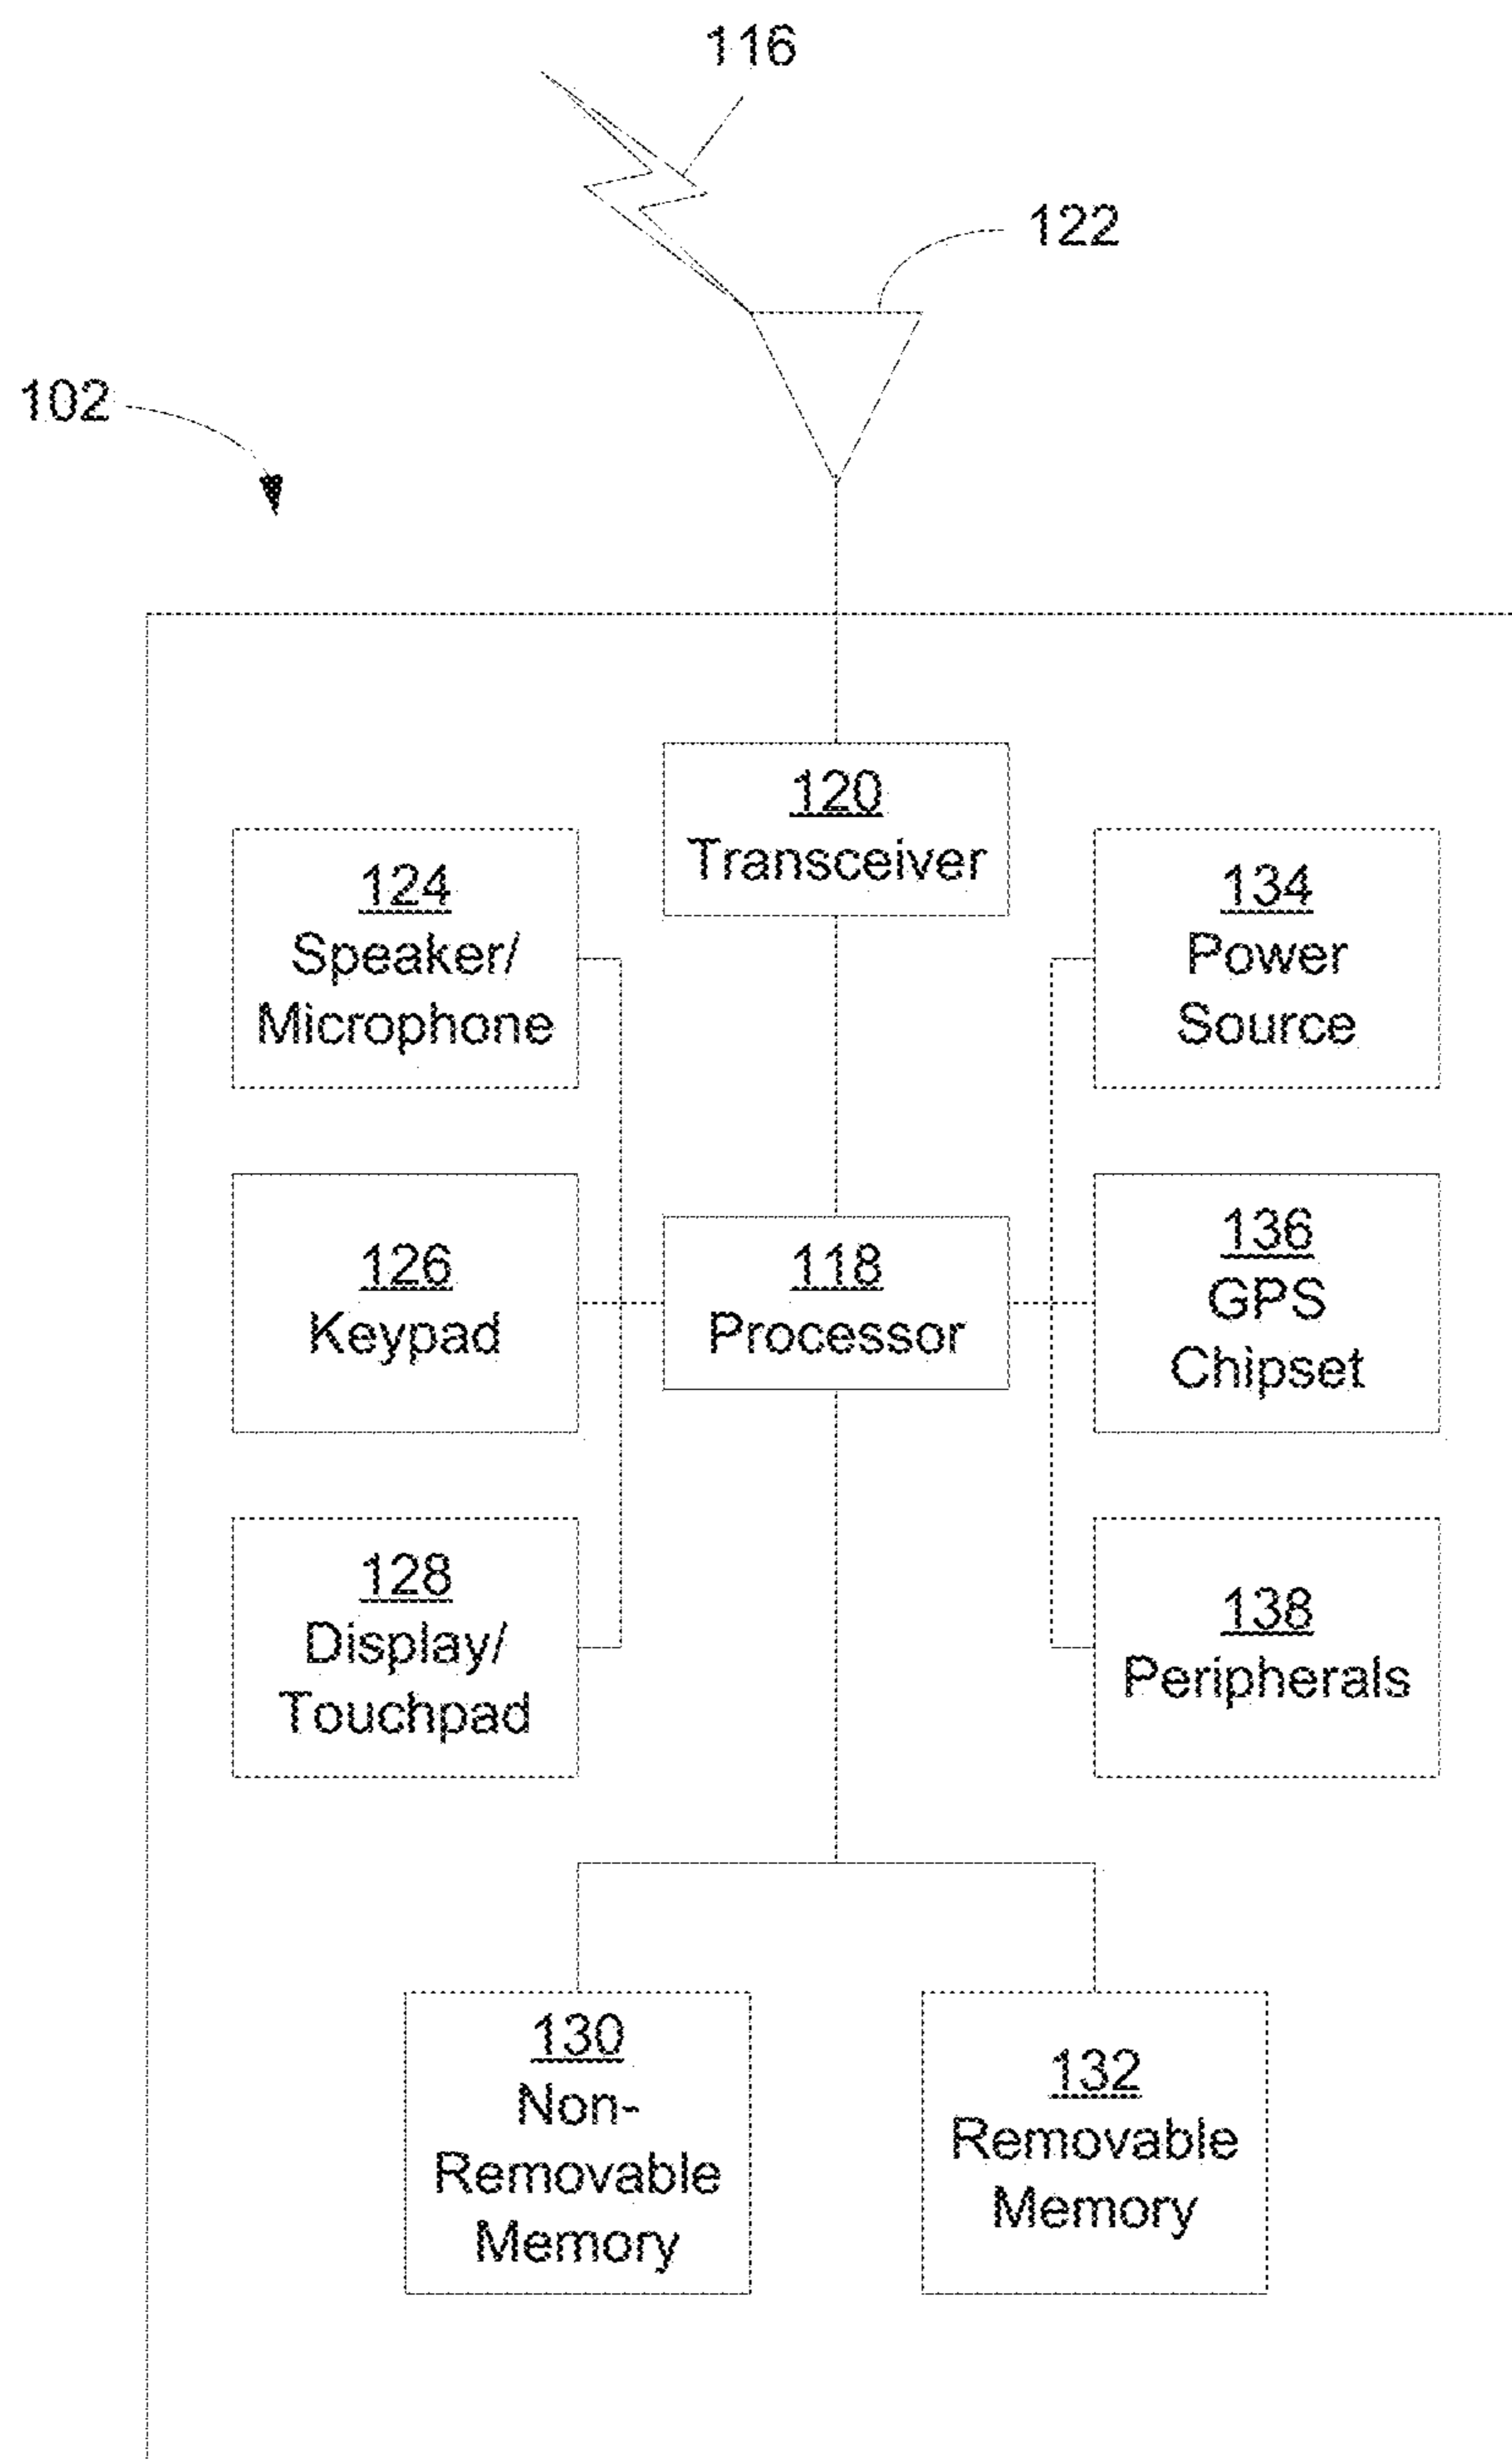 116
122
102
120
Transceiver
124
Speaker/
Microphone
134
Power
Source
126
Keypad
118
Processor
136
GPS
Chipset
128
Display/
Touchpad
138
Peripherals
130
Non-
Removable
Memory
132
Removable
Memory